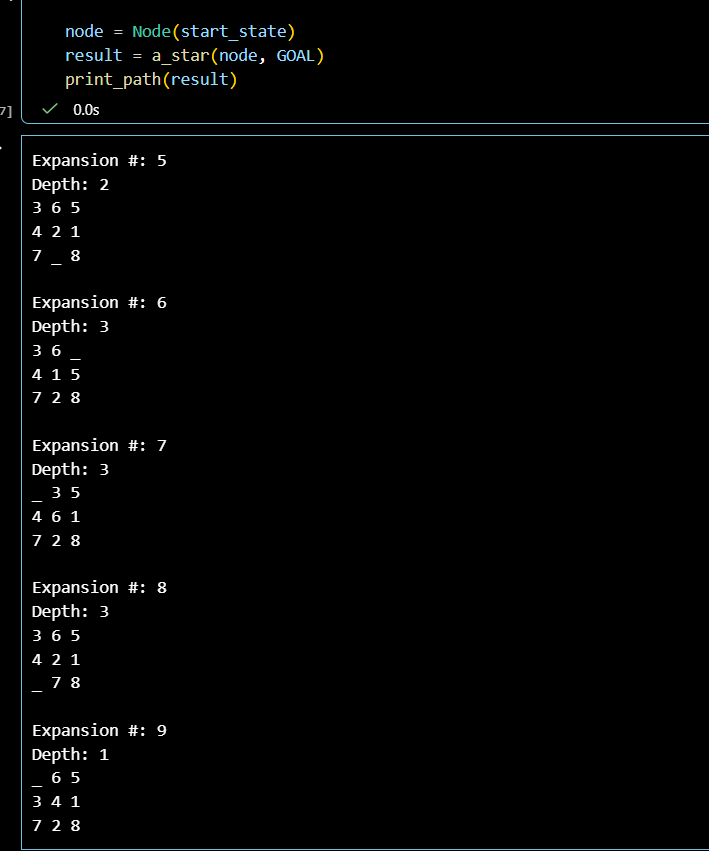 node = Node(start_state)
result = a_star(node, GOAL)
print_path(result)
7]
0.0s
Expansion #: 5
Depth: 2
3 6 5
4 2 1
7 _ 8
Expansion #: 6
Depth: 3
3 6 _
4 1 5
7 2 8
Expansion #: 7
Depth: 3
_ 3 5
4 6 1
7 2 8
Expansion #: 8
Depth: 3
3 6 5
4 2 1
_ 7 8
Expansion #: 9
Depth: 1
_ 6 5
3 4 1
7 2 8